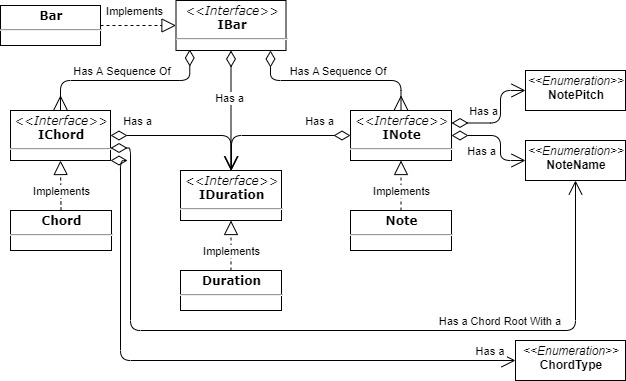 Bar
Implements
<<Interface>>
IBar
Has A Sequence Of
Has A Sequence Of
Has a
<<Interface>>
IChord
Has a
Has a
<<Interface>>
INote
Has a
<<Enumeration>>
NotePitch
Has a
<<Enumeration>>
NoteName
Implements
<<Interface>>
IDuration
Implements
Chord
Note
Implements
Duration
Has a Chord Root With a
Has a
<<Enumeration>>
ChordType